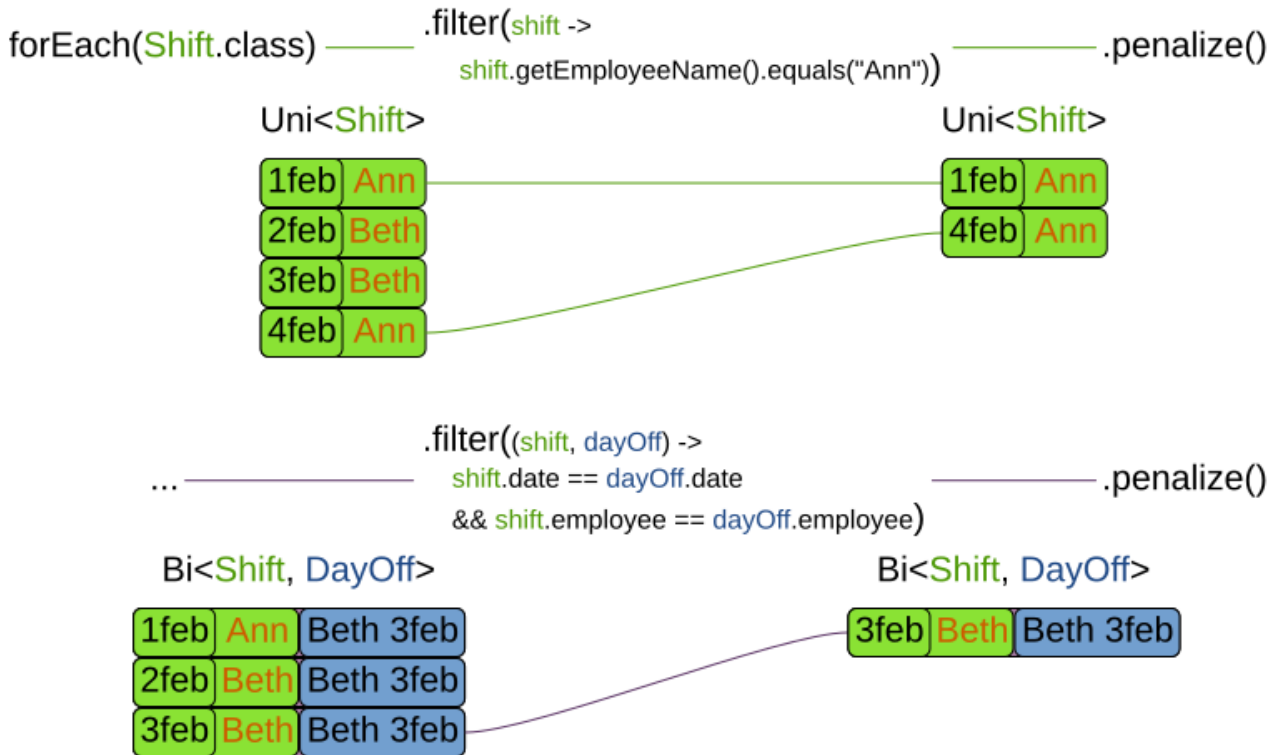 forEach(Shift.class)
.filter(shift ->
shift.getEmployeeName().equals("Ann"))
.penalize()
Uni<Shift>
Uni<Shift>
1feb Ann
1feb Ann
2feb Beth
4feb Ann
3feb Beth
4feb Ann
.filter((shift, dayOff) ->
...
shift.date == dayOff.date
.penalize()
&& shift.employee == dayOff.employee)
Bi<Shift, DayOff>
Bi<Shift, DayOff>
1feb Ann Beth 3feb
3feb Beth Beth 3feb
2feb Beth Beth 3feb
3feb Beth Beth 3feb